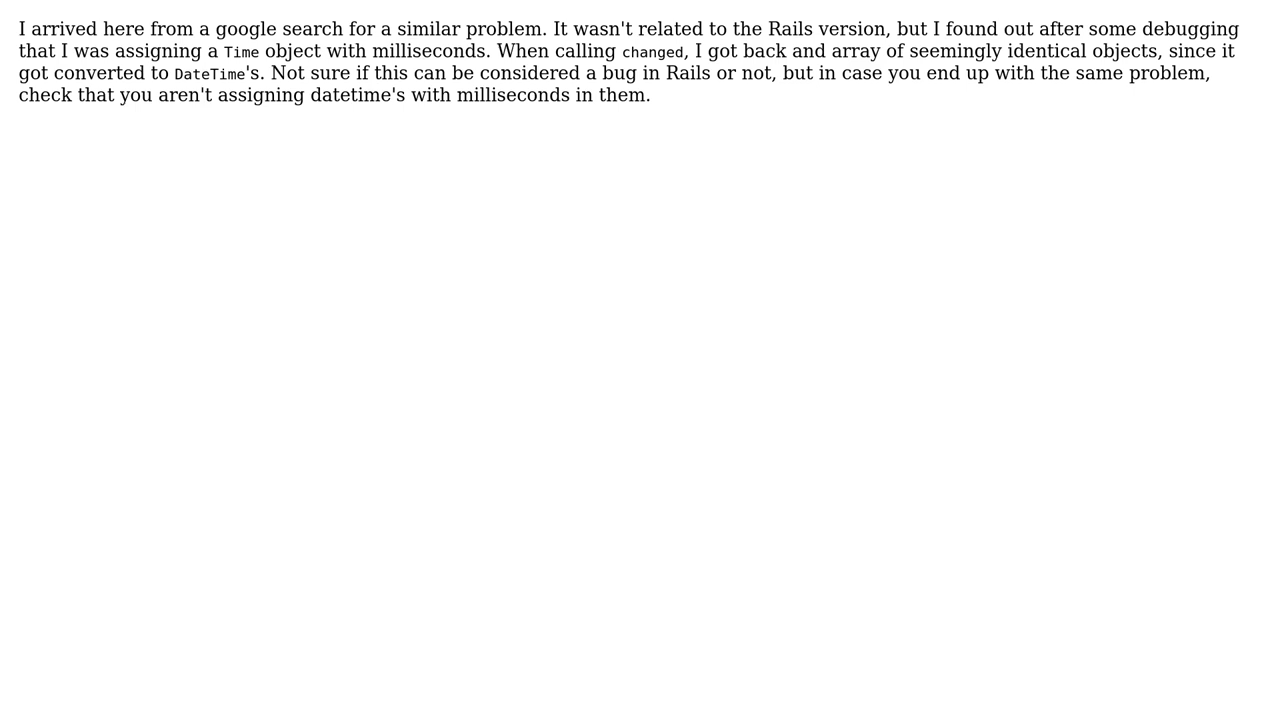 I arrived here from a google search for a similar problem. It wasn't related to the Rails version, but I found out after some debugging
that I was assigning a Time object with milliseconds. When calling changed, I got back and array of seemingly identical objects, since it
got converted to DateTime's. Not sure if this can be considered a bug in Rails or not, but in case you end up with the same problem,
check that you aren't assigning datetime's with milliseconds in them.